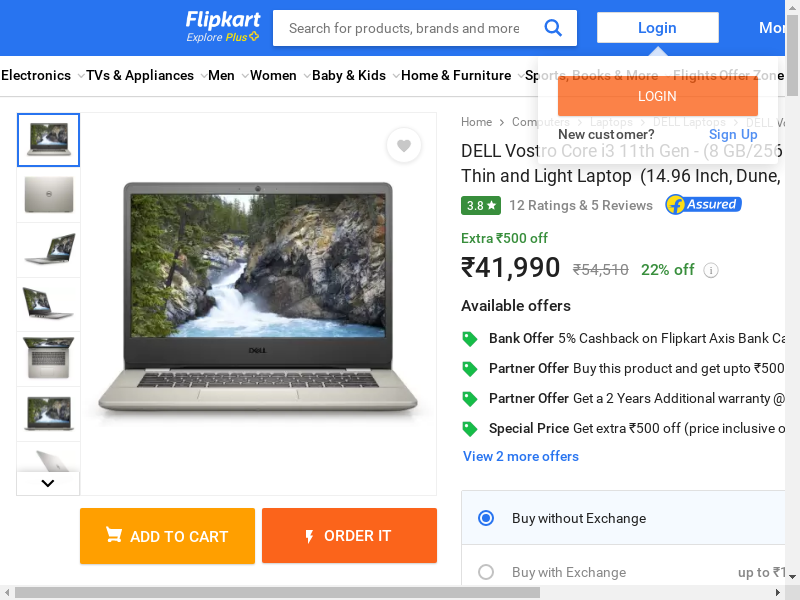 Flipkart
Explore Plus
Search for products, brands and more
Login
Electronics
TVs & Appliances
Men
Women
Baby & Kids
Home & Furniture
Sports, Books & More
Flights
Offer Zone
LOGIN
New customer?
Sign Up
Home
Computers
Laptops
DELL Laptops
DELL
DELL Vostro Core i3 11th Gen - (8 GB/256
Thin and Light Laptop (14.96 Inch, Dune,
3.8
12 Ratings & 5 Reviews
Assured
Extra ₹500 off
₹41,990 ₹54,510 22% off
Available offers
Bank Offer 5% Cashback on Flipkart Axis Bank
Partner Offer Buy this product and get upto ₹500
Partner Offer Get a 2 Years Additional warranty @
Special Price Get extra ₹500 off (price inclusive
View 2 more offers
DELL
ADD TO CART
ORDER IT
Buy without Exchange
Buy with Exchange
up to